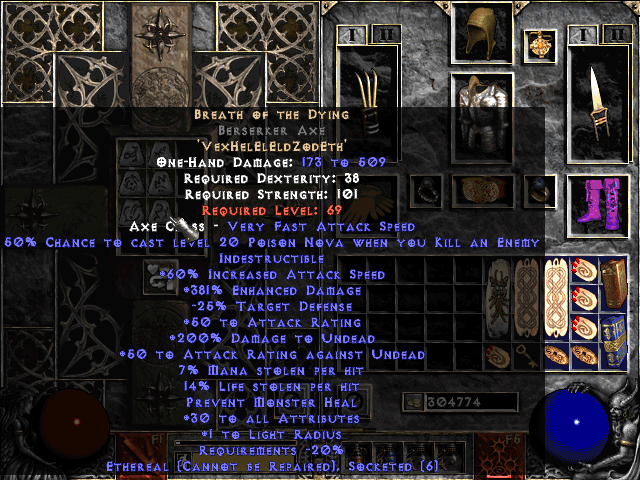 I II
I II
Breath of the Dying
Berserker Axe
'VexHelElEldZodEth'
One-Hand Damage: 173 to 509
Required Dexterity: 38
Required Strength: 101
Required Level: 69
Axe Class - Very Fast Attack Speed
50% Chance to cast level 20 Poison Nova when you Kill an Enemy
Indestructible
+60% Increased Attack Speed
+381% Enhanced Damage
-25% Target Defense
+50 to Attack Rating
+200% Damage to Undead
+50 to Attack Rating against Undead
7% Mana stolen per hit
14% Life stolen per hit
Prevent Monster Heal
304774
+30 to all Attributes
+1 to Light Radius
F1
F6
Requirements -20%
Ethereal (Cannot be Repaired), Socketed (6)